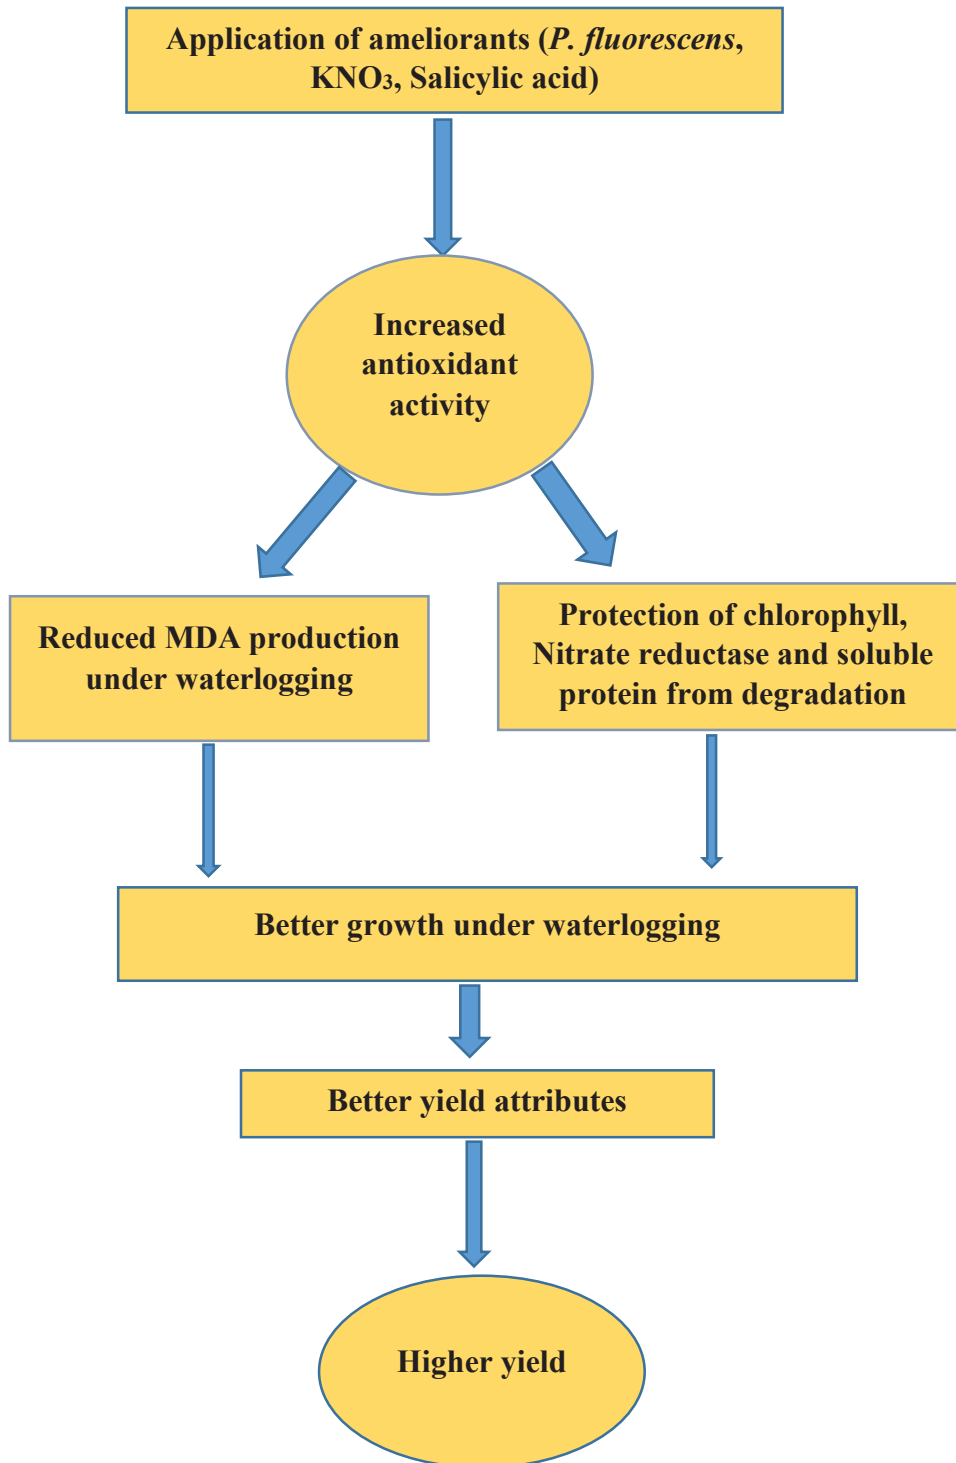 Application of ameliorants (P. fluorescens,
KNO₃, Salicylic acid)
Increased
antioxidant
activity
Reduced MDA production
under waterlogging
Protection of chlorophyll,
Nitrate reductase and soluble
protein from degradation
Better growth under waterlogging
Better yield attributes
Higher yield